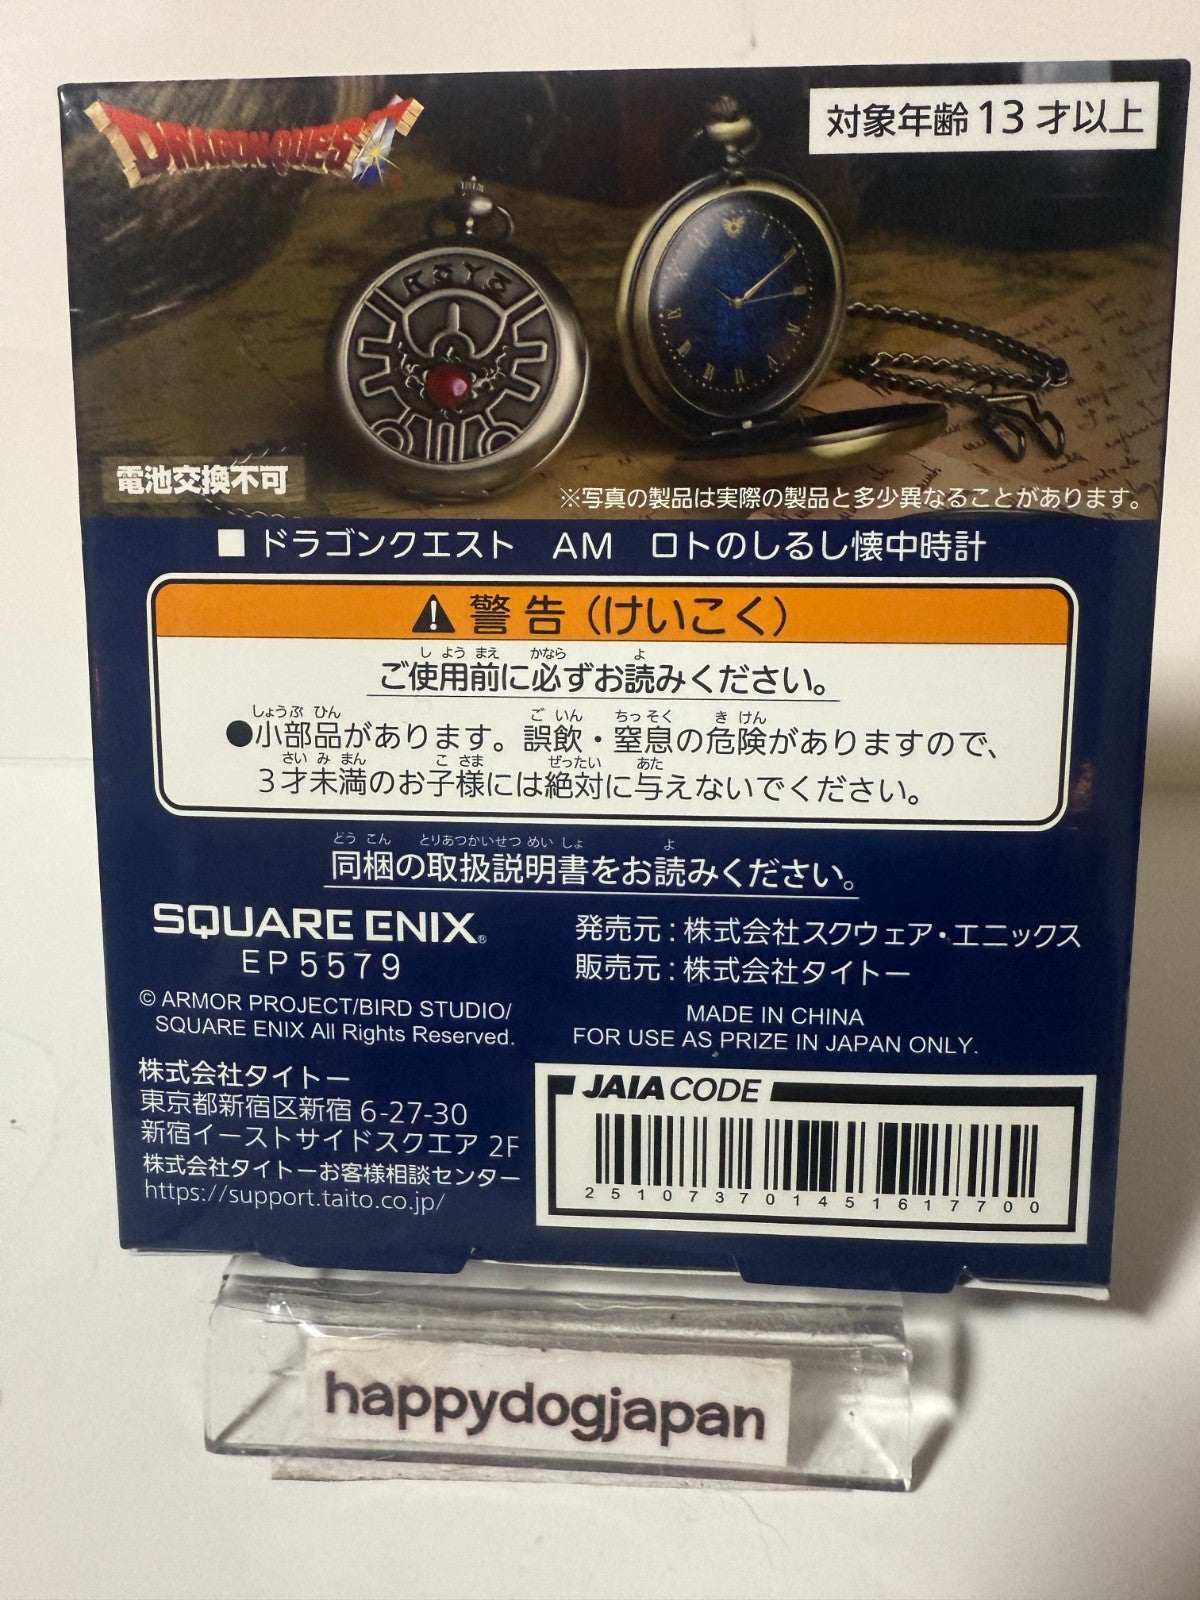 DRAGON QUEST
対象年齢 13 才以上
ROTO
電池交換不可
※写真の製品は実際の製品と多少異なることがあります。
■ ドラゴンクエスト AM ロトのしるし懐中時計
警告 (けいこく)
し よう まえ かなら よ
ご使用前に必ずお読みください。
しょうぶ ひん ご いん ちっ そく き けん
●小部品があります。誤飲・窒息の危険がありますので、
さい み まん こ さま ぜったい あた
3才未満のお子様には絶対に与えないでください。
どう こん とりあつかいせつ めい しょ よ
同梱の取扱説明書をお読みください。
SQUARE ENIX®
EP5579
© ARMOR PROJECT/BIRD STUDIO/
SQUARE ENIX All Rights Reserved.
発売元 : 株式会社スクウェア・エニックス
販売元 : 株式会社タイトー
MADE IN CHINA
FOR USE AS PRIZE IN JAPAN ONLY.
株式会社タイトー
東京都新宿区新宿 6-27-30
新宿イーストサイドスクエア 2F
株式会社タイトーお客様相談センター
https://support.taito.co.jp/
JAIA CODE
251073701451617700
happydogjapan